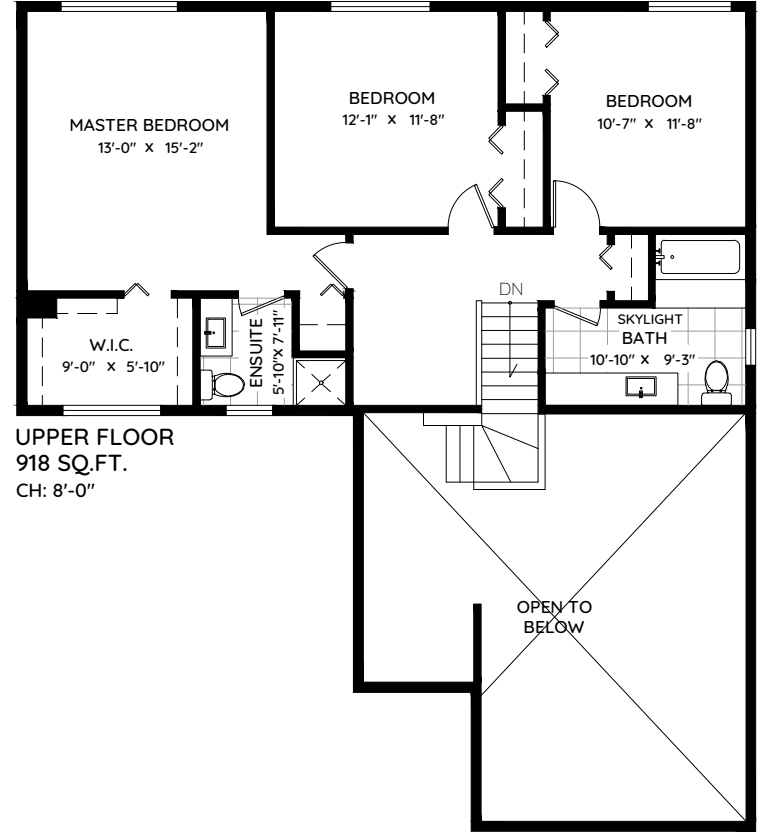 MASTER BEDROOM
13'-0" X 15'-2"
BEDROOM
12'-1" X 11'-8"
BEDROOM
10'-7" X 11'-8"
DN
W.I.C.
9'-0" X 5'-10"
ENSUITE
5'-10" X 7'-11"
SKYLIGHT
BATH
10'-10" X 9'-3"
UPPER FLOOR
918 SQ.FT.
CH: 8'-0"
OPEN TO
BELOW